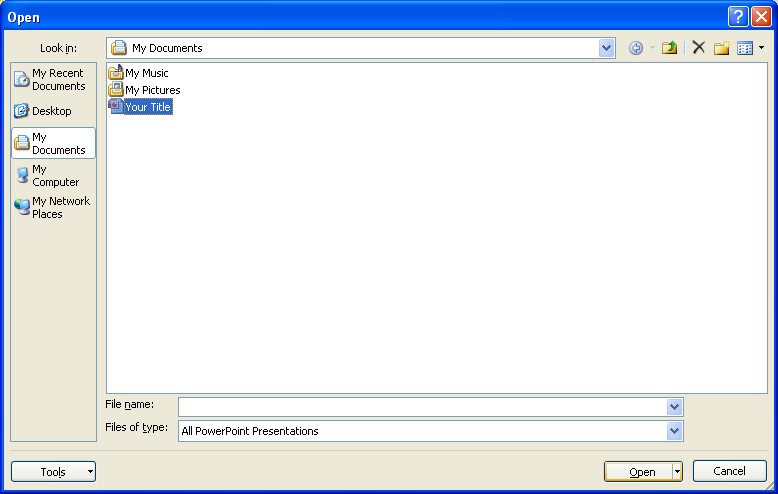 Open
Look in:
My Documents
My Recent
Documents
Desktop
My
Documents
My
Computer
My Network
Places
My Music
My Pictures
Your Title
File name:
Files of type:
All PowerPoint Presentations
Tools
Open
Cancel